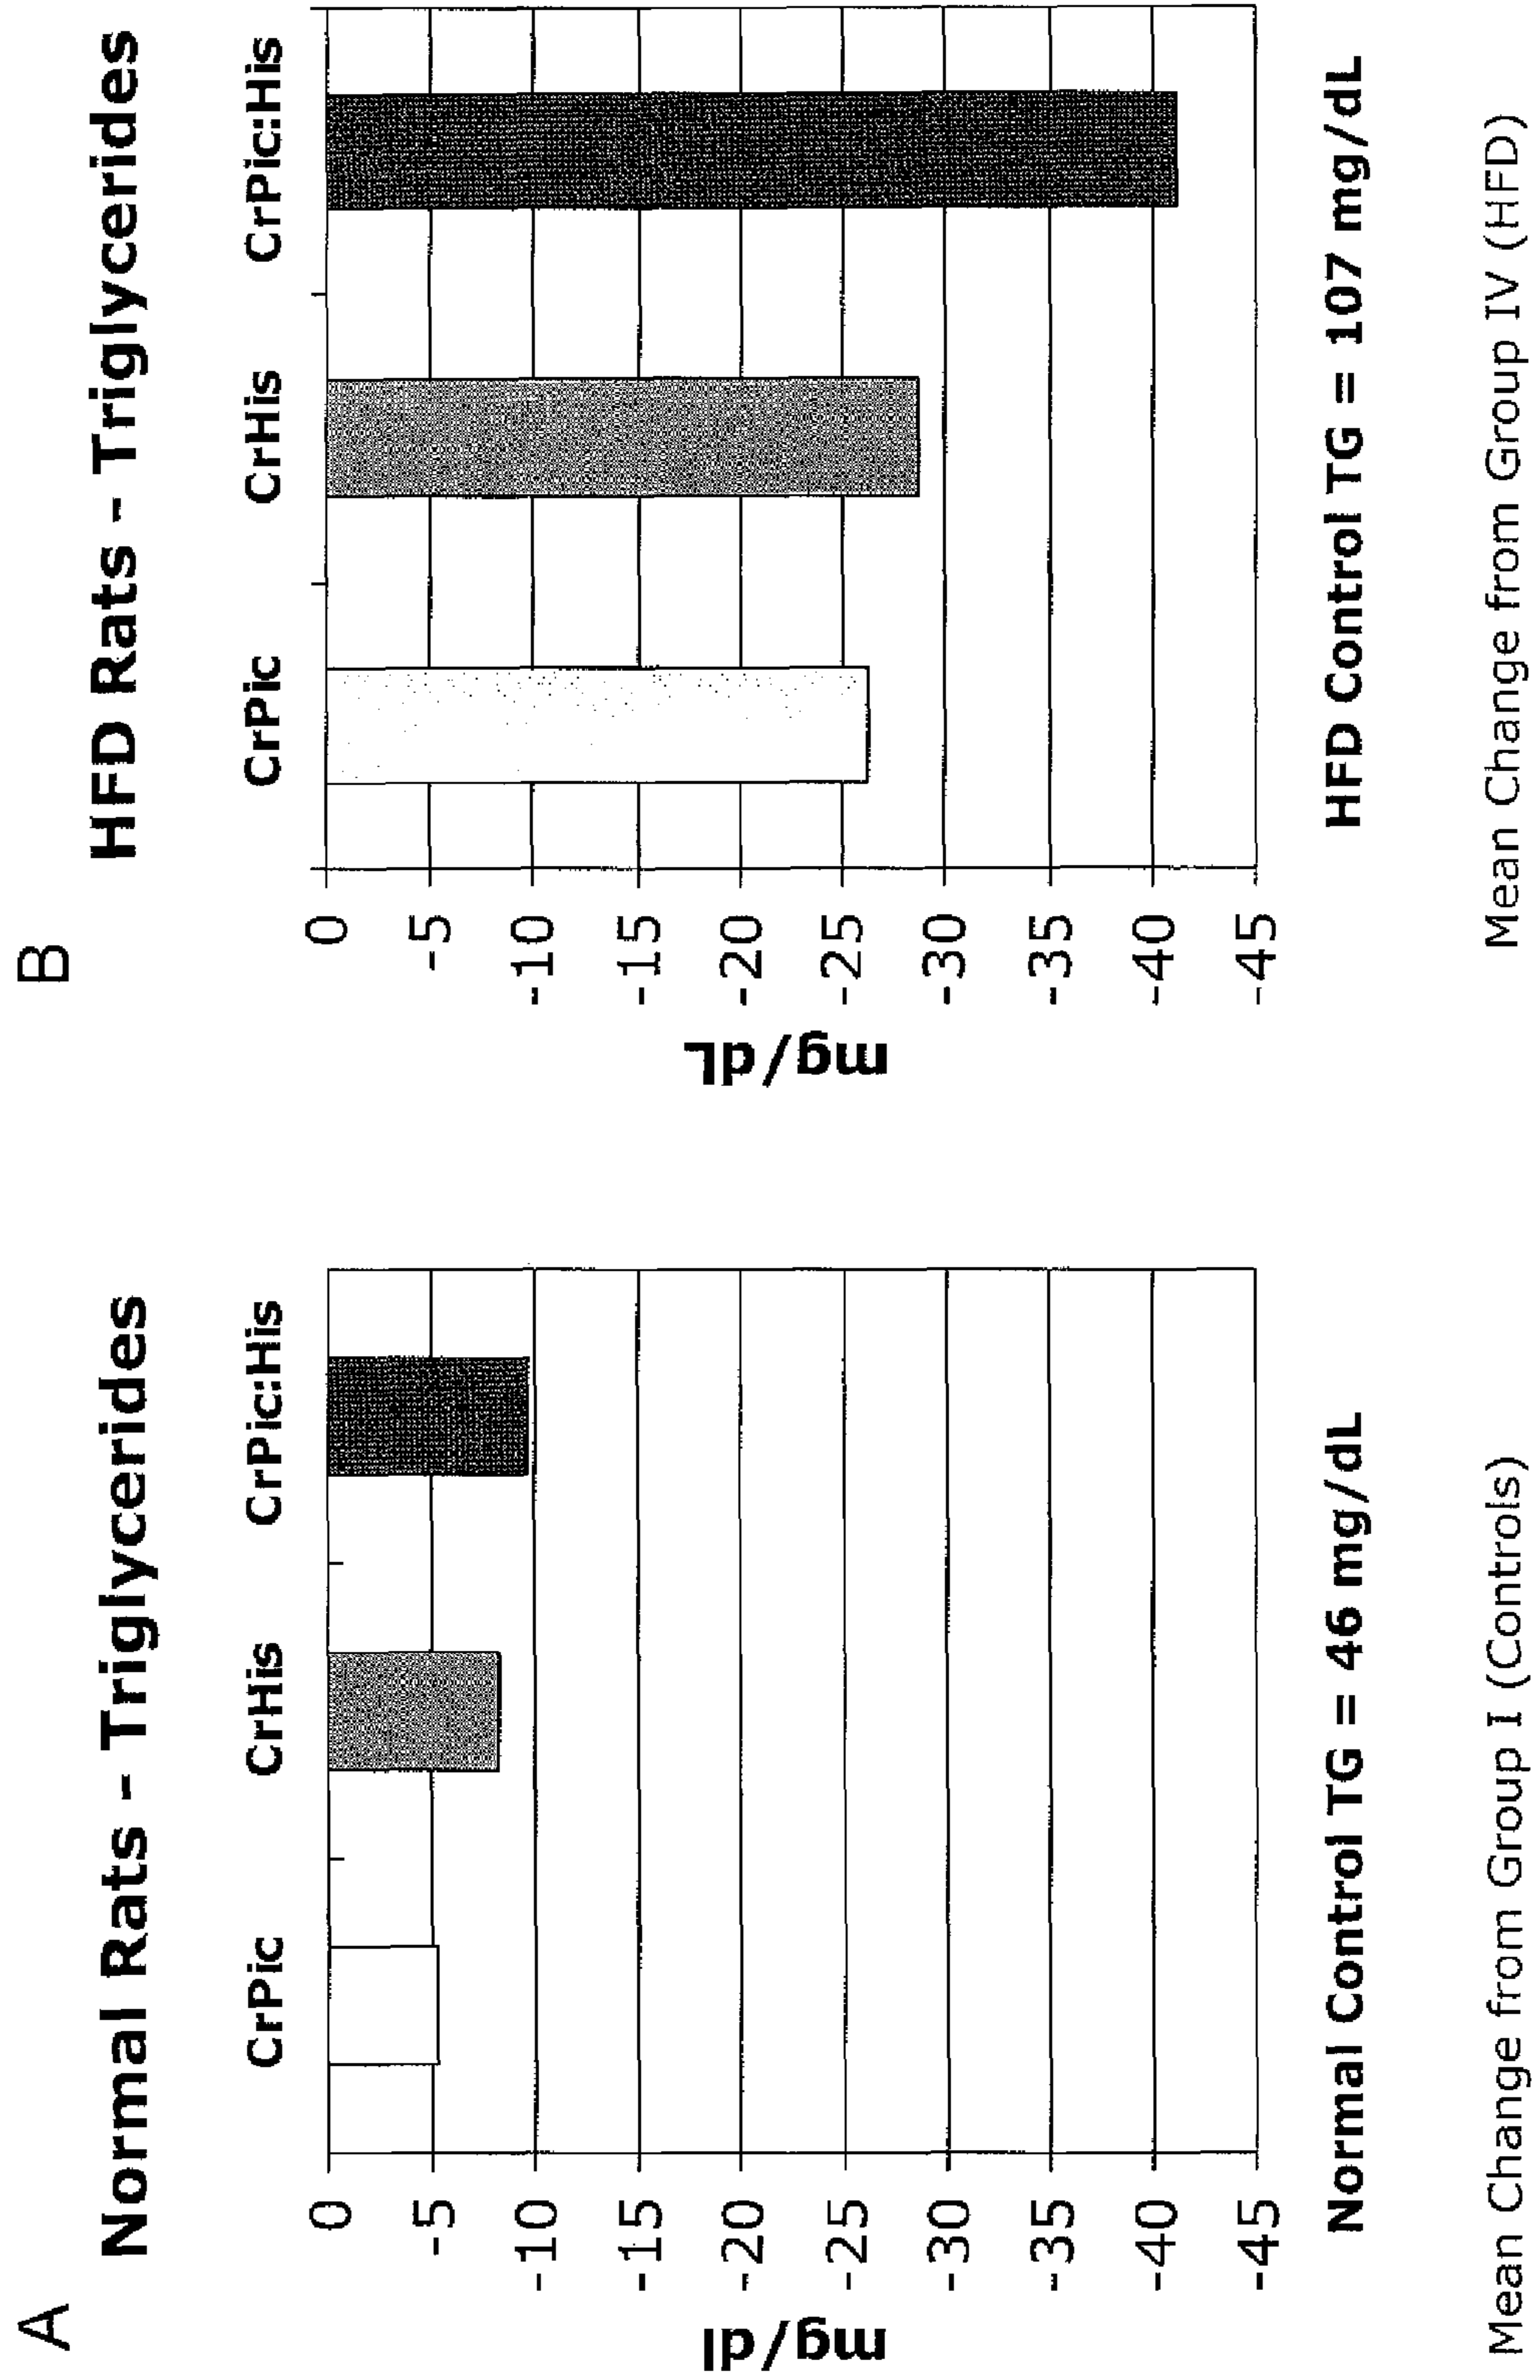 A
Normal Rats - Triglycerides
CrPic CrHis CrPic:His
mg/dl
0
-5
-10
-15
-20
-25
-30
-35
-40
-45
Normal Control TG = 46 mg/dL
Mean Change from Group I (Controls)
B
HFD Rats - Triglycerides
CrPic CrHis CrPic:His
mg/dL
0
-5
-10
-15
-20
-25
-30
-35
-40
-45
HFD Control TG = 107 mg/dL
Mean Change from Group IV (HFD)